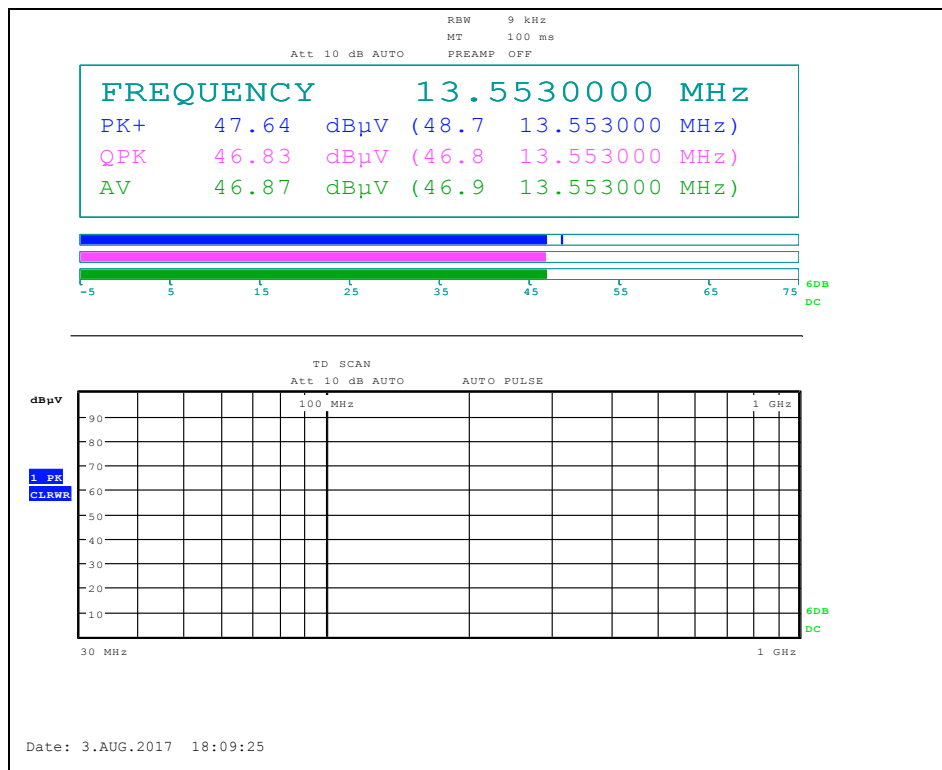 RBW 9 kHz
MT 100 ms
Att 10 dB AUTO PREAMP OFF
FREQUENCY 13.5530000 MHz
PK+ 47.64 dBµV (48.7 13.553000 MHz)
QPK 46.83 dBµV (46.8 13.553000 MHz)
AV 46.87 dBµV (46.9 13.553000 MHz)
-5 5 15 25 35 45 55 65 75
6DB
DC
TD SCAN
Att 10 dB AUTO AUTO PULSE
dBµV
100 MHz 1 GHz
90
80
70
1 PK
60
CLRWR
50
40
30
20
10
6DB
DC
30 MHz 1 GHz
Date: 3.AUG.2017 18:09:25